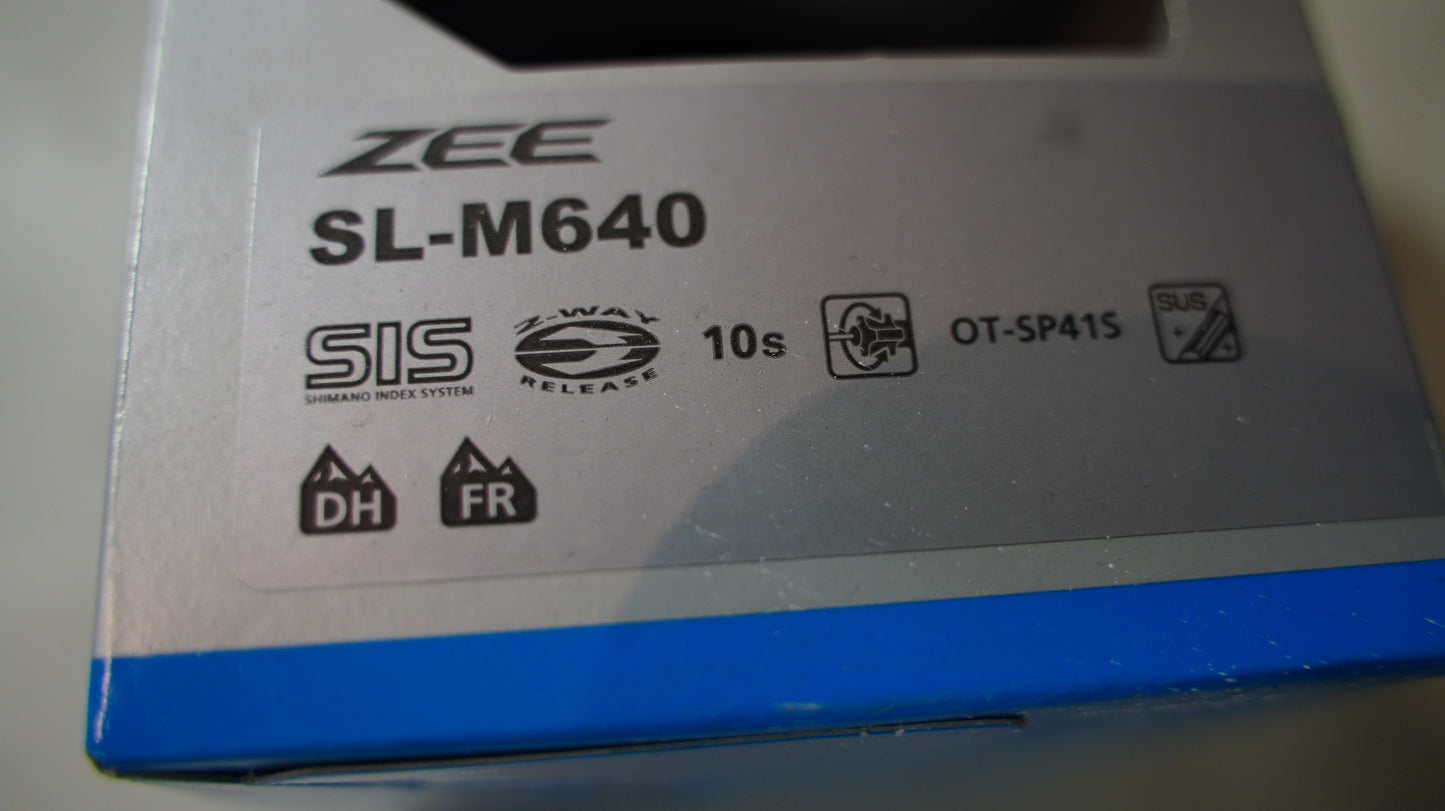 ZEE
SL-M640
SIS
SHIMANO INDEX SYSTEM
2-WAY
RELEASE
10s
OT-SP41S
SUS
DH
FR